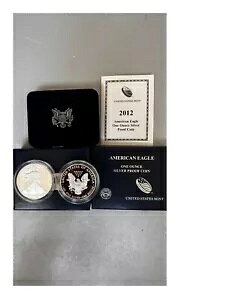 UNITED STATES MINT
2012
American Eagle
One Ounce Silver
Proof Coin
AMERICAN EAGLE
ONE OUNCE
SILVER PROOF COIN
UNITED STATES MINT